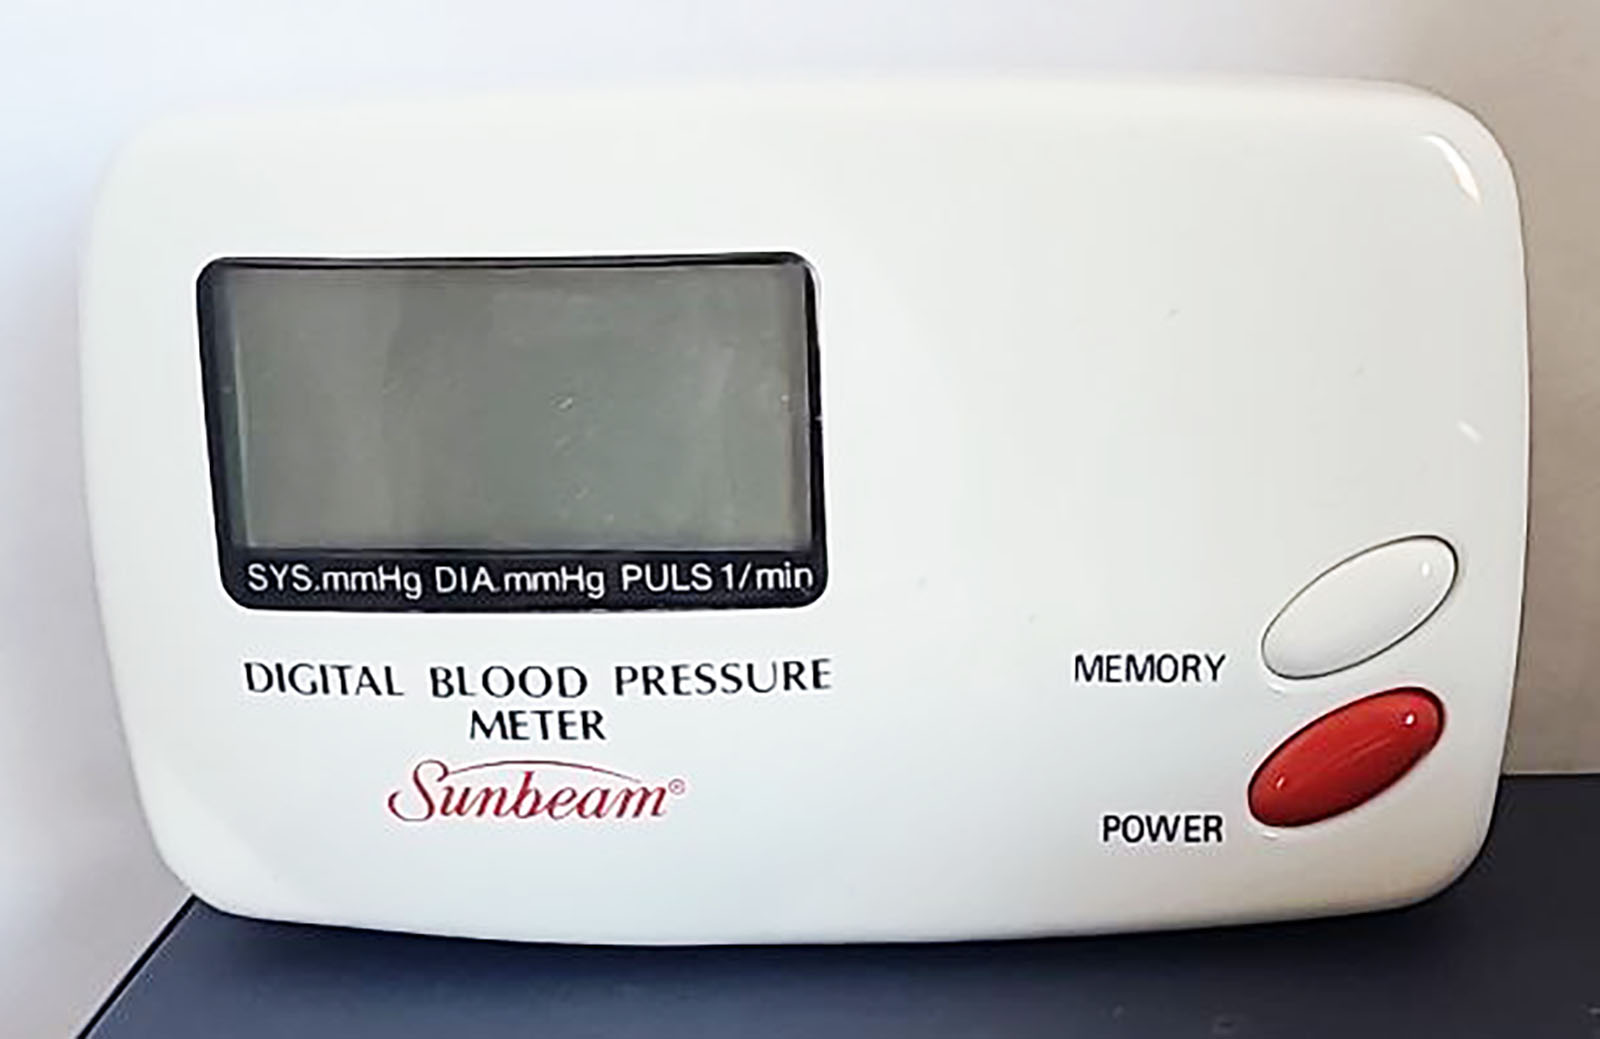 SYS.mmHg DIA.mmHg PULS 1/min
DIGITAL BLOOD PRESSURE
METER
Sunbeam®
MEMORY
POWER